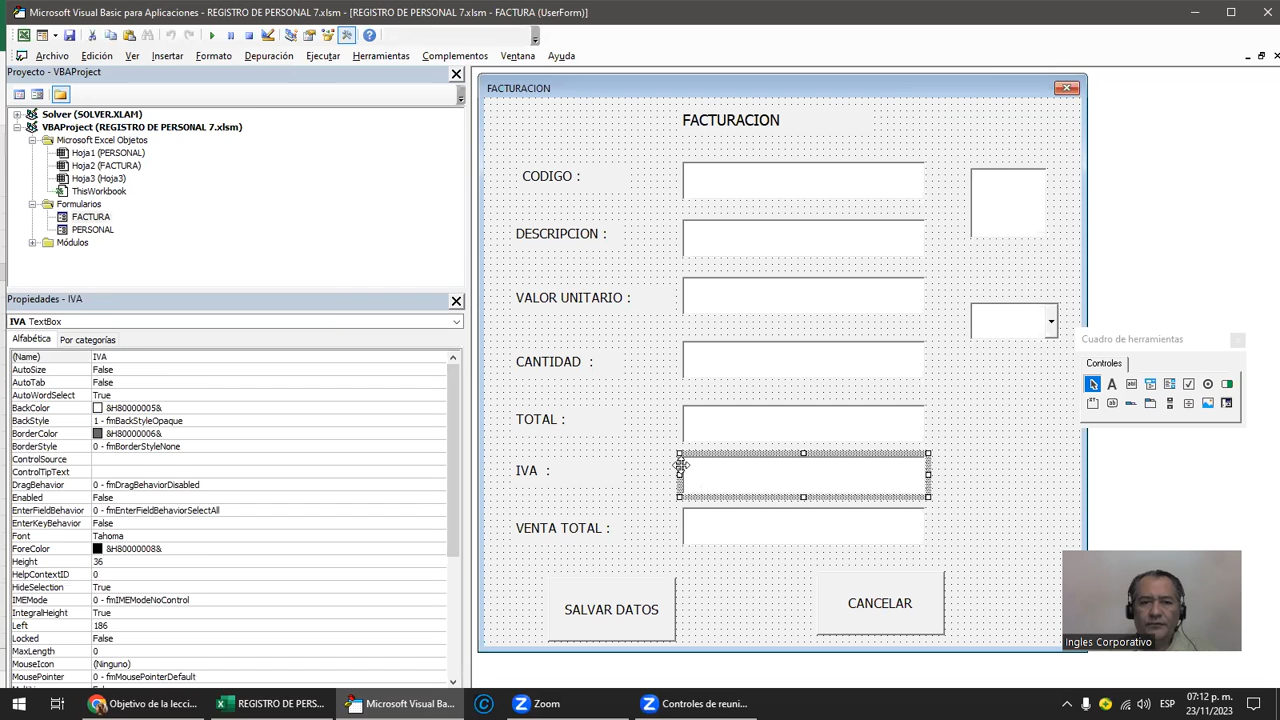 Microsoft Visual Basic para Aplicaciones - REGISTRO DE PERSONAL 7.xlsm - [REGISTRO DE PERSONAL 7.xlsm - FACTURA (UserForm)]
Archivo Edición Ver Insertar Formato Depuración Ejecutar Herramientas Complementos Ventana Ayuda
Proyecto - VBAProject
Solver (SOLVER.XLAM)
VBAProject (REGISTRO DE PERSONAL 7.xlsm)
Microsoft Excel Objetos
Hoja1 (PERSONAL)
Hoja2 (FACTURA)
Hoja3 (Hoja3)
ThisWorkbook
Formularios
FACTURA
PERSONAL
Módulos
Propiedades - IVA
IVA TextBox
Alfabética Por categorías
(Name) IVA
AutoSize False
AutoTab False
AutoWordSelect True
BackColor &H80000005&
BackStyle 1 - fmBackStyleOpaque
BorderColor &H80000006&
BorderStyle 0 - fmBorderStyleNone
ControlSource
ControlTipText
DragBehavior 0 - fmDragBehaviorDisabled
Enabled False
EnterFieldBehavior 0 - fmEnterFieldBehaviorSelectAll
EnterKeyBehavior False
Font Tahoma
ForeColor &H80000008&
Height 36
HelpContextID 0
HideSelection True
IMEMode 0 - fmIMEModeNoControl
IntegralHeight True
Left 186
Locked False
MaxLength 0
MouseIcon (Ninguno)
MousePointer 0 - fmMousePointerDefault
FACTURACION
FACTURACION
CODIGO :
DESCRIPCION :
VALOR UNITARIO :
CANTIDAD :
TOTAL :
IVA :
VENTA TOTAL :
SALVAR DATOS
CANCELAR
Cuadro de herramientas
Controles
Ingles Corporativo
Objetivo de la lecci...
REGISTRO DE PERS...
Microsoft Visual Ba...
Zoom
Controles de reuni...
ESP
07:12 p. m.
23/11/2023